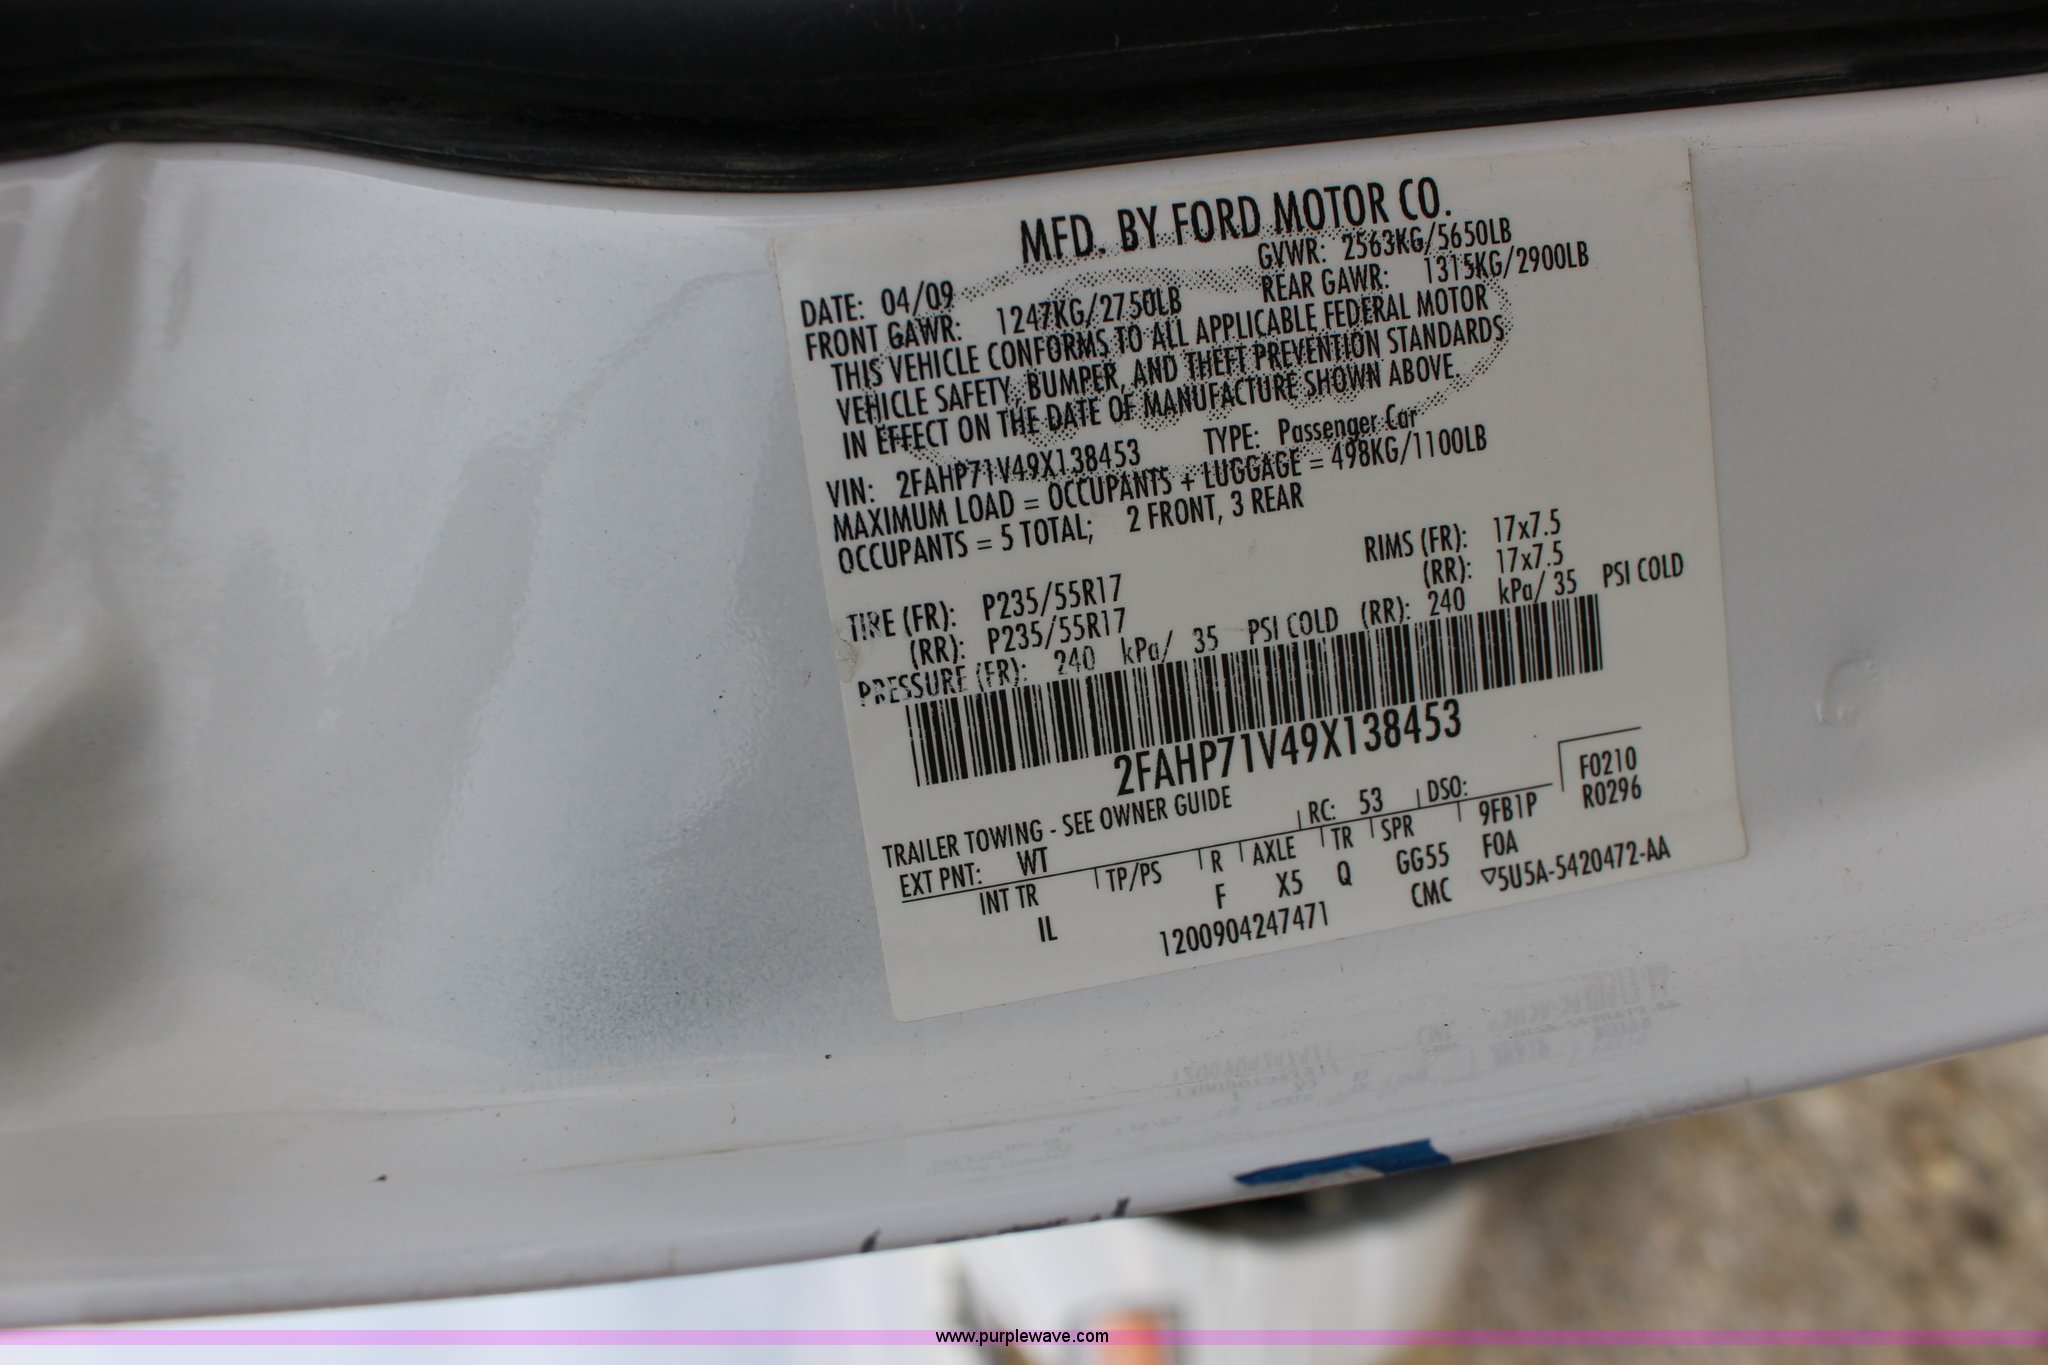 MFD. BY FORD MOTOR CO.
DATE: 04/09 GVWR: 2563KG/5650LB
FRONT GAWR: 1247KG/2750LB REAR GAWR: 1315KG/2900LB
THIS VEHICLE CONFORMS TO ALL APPLICABLE FEDERAL MOTOR
VEHICLE SAFETY, BUMPER, AND THEFT PREVENTION STANDARDS
IN EFFECT ON THE DATE OF MANUFACTURE SHOWN ABOVE.
VIN: 2FAHP71V49X138453 TYPE: Passenger Car
MAXIMUM LOAD = OCCUPANTS + LUGGAGE = 498KG/1100LB
OCCUPANTS = 5 TOTAL; 2 FRONT, 3 REAR
TIRE (FR): P235/55R17 RIMS (FR): 17x7.5
(RR): P235/55R17 (RR): 17x7.5
PRESSURE (FR): 240 kPa/ 35 PSI COLD (RR): 240 kPa/ 35 PSI COLD
2FAHP71V49X138453
TRAILER TOWING - SEE OWNER GUIDE F0210
EXT PNT: WT RC: 53 DSO: R0296
INT TR TP/PS R AXLE TR SPR 9FB1P
IL F X5 Q GG55 F0A
1200904247471 CMC ▽5U5A-5420472-AA
www.purplewave.com